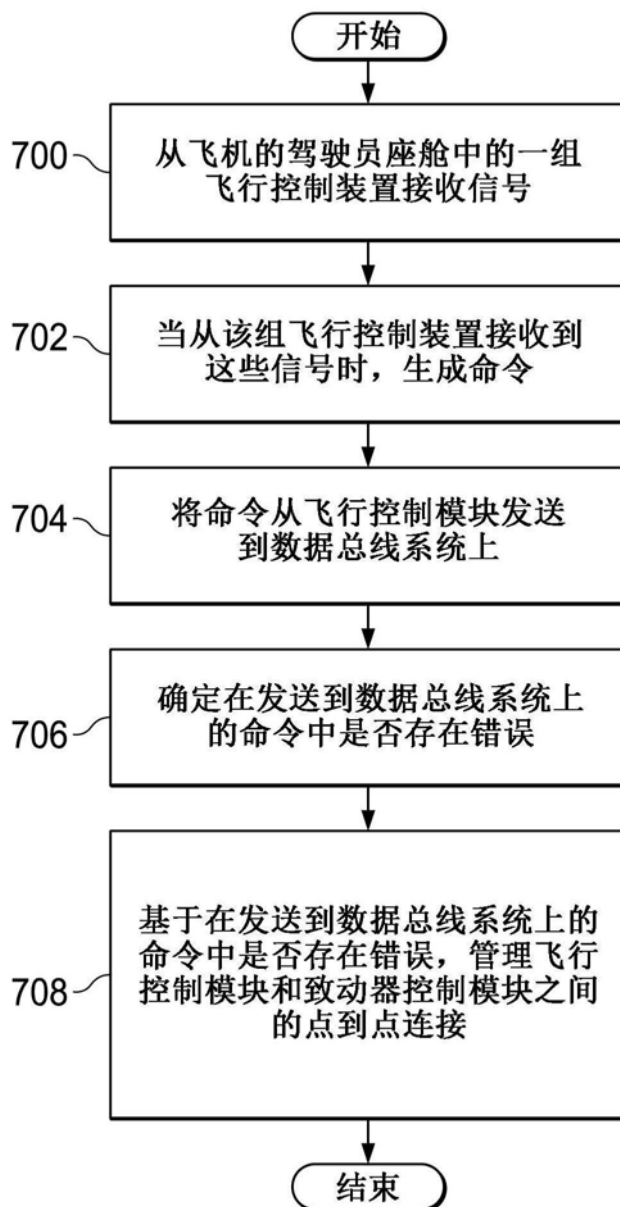 开始
700
从飞机的驾驶员座舱中的一组
飞行控制装置接收信号
702
当从该组飞行控制装置接收到
这些信号时，生成命令
704
将命令从飞行控制模块发送
到数据总线系统上
706
确定在发送到数据总线系统上
的命令中是否存在错误
708
基于在发送到数据总线系统上的
命令中是否存在错误，管理飞行
控制模块和致动器控制模块之间
的点到点连接
结束